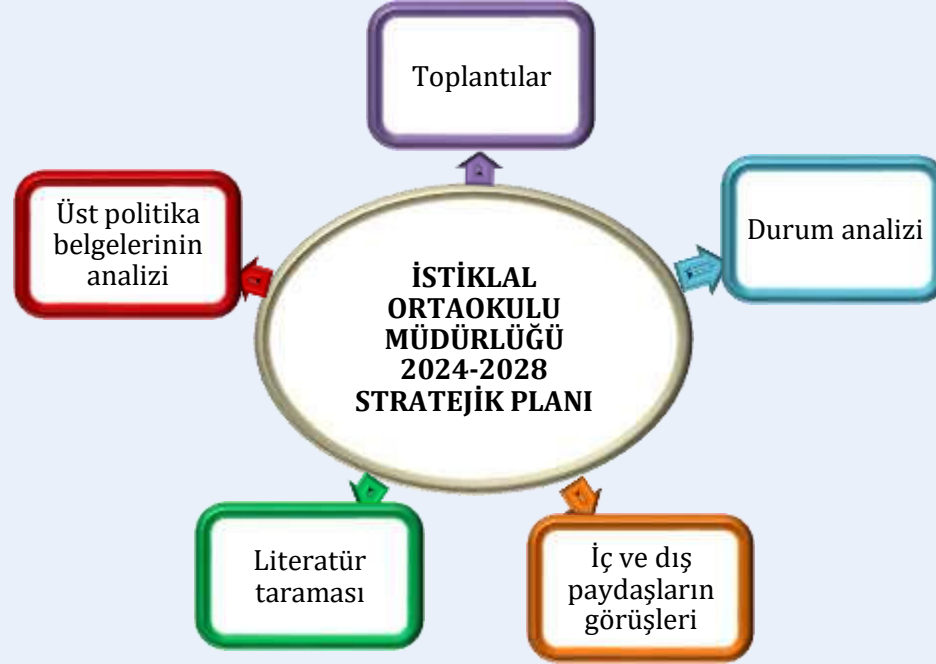 Toplantılar
Üst politika
belgelerinin
analizi
Durum analizi
İSTİKLAL
ORTAOKULU
MÜDÜRLÜĞÜ
2024-2028
STRATEJİK PLANI
Literatür
taraması
İç ve dış
paydaşların
görüşleri